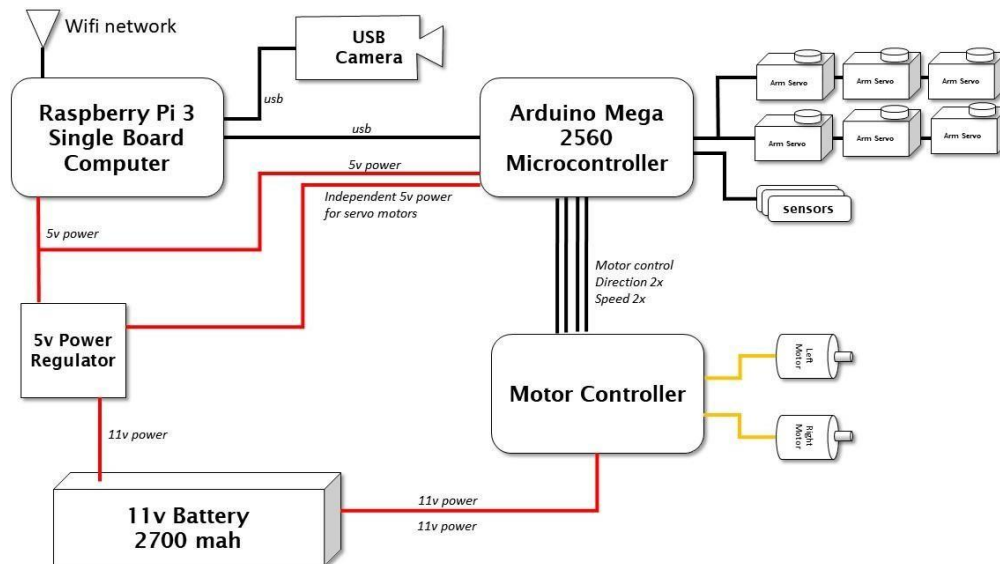 Wifi network
USB
Camera
usb
Raspberry Pi 3
Single Board
Computer
usb
Arduino Mega
2560
Microcontroller
Arm Servo
Arm Servo
Arm Servo
Arm Servo
Arm Servo
Arm Servo
sensors
5v power
Independent 5v power
for servo motors
5v power
Motor control
Direction 2x
Speed 2x
5v Power
Regulator
Motor Controller
Left
Motor
Right
Motor
11v power
11v Battery
2700 mah
11v power
11v power